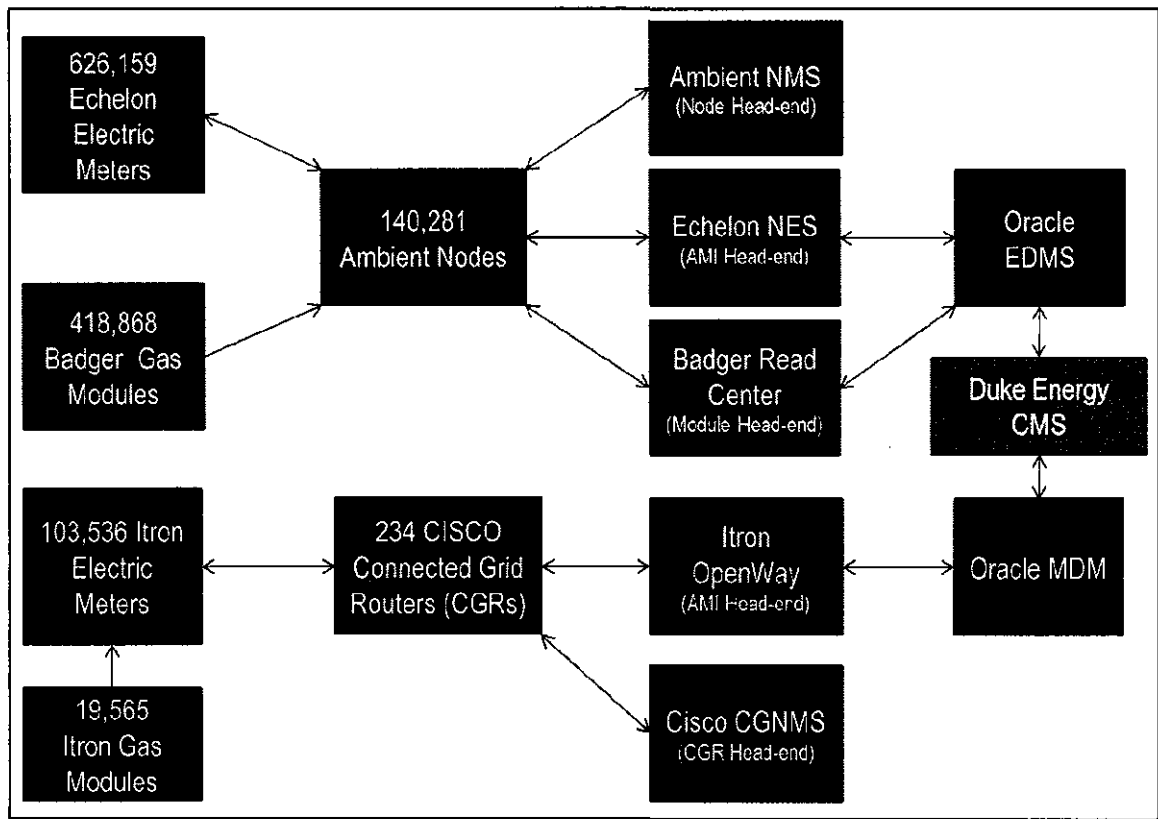 626,159
Echelon
Electric
Meters
Ambient NMS
(Node Head-end)
140,281
Ambient Nodes
Echelon NES
(AMI Head-end)
Oracle
EDMS
418,868
Badger Gas
Modules
Badger Read
Center
(Module Head-end)
Duke Energy
CMS
103,536 Itron
Electric
Meters
234 CISCO
Connected Grid
Routers (CGRs)
Itron
OpenWay
(AMI Head-end)
Oracle MDM
19,565
Itron Gas
Modules
Cisco CGNMS
(CGR Head-end)